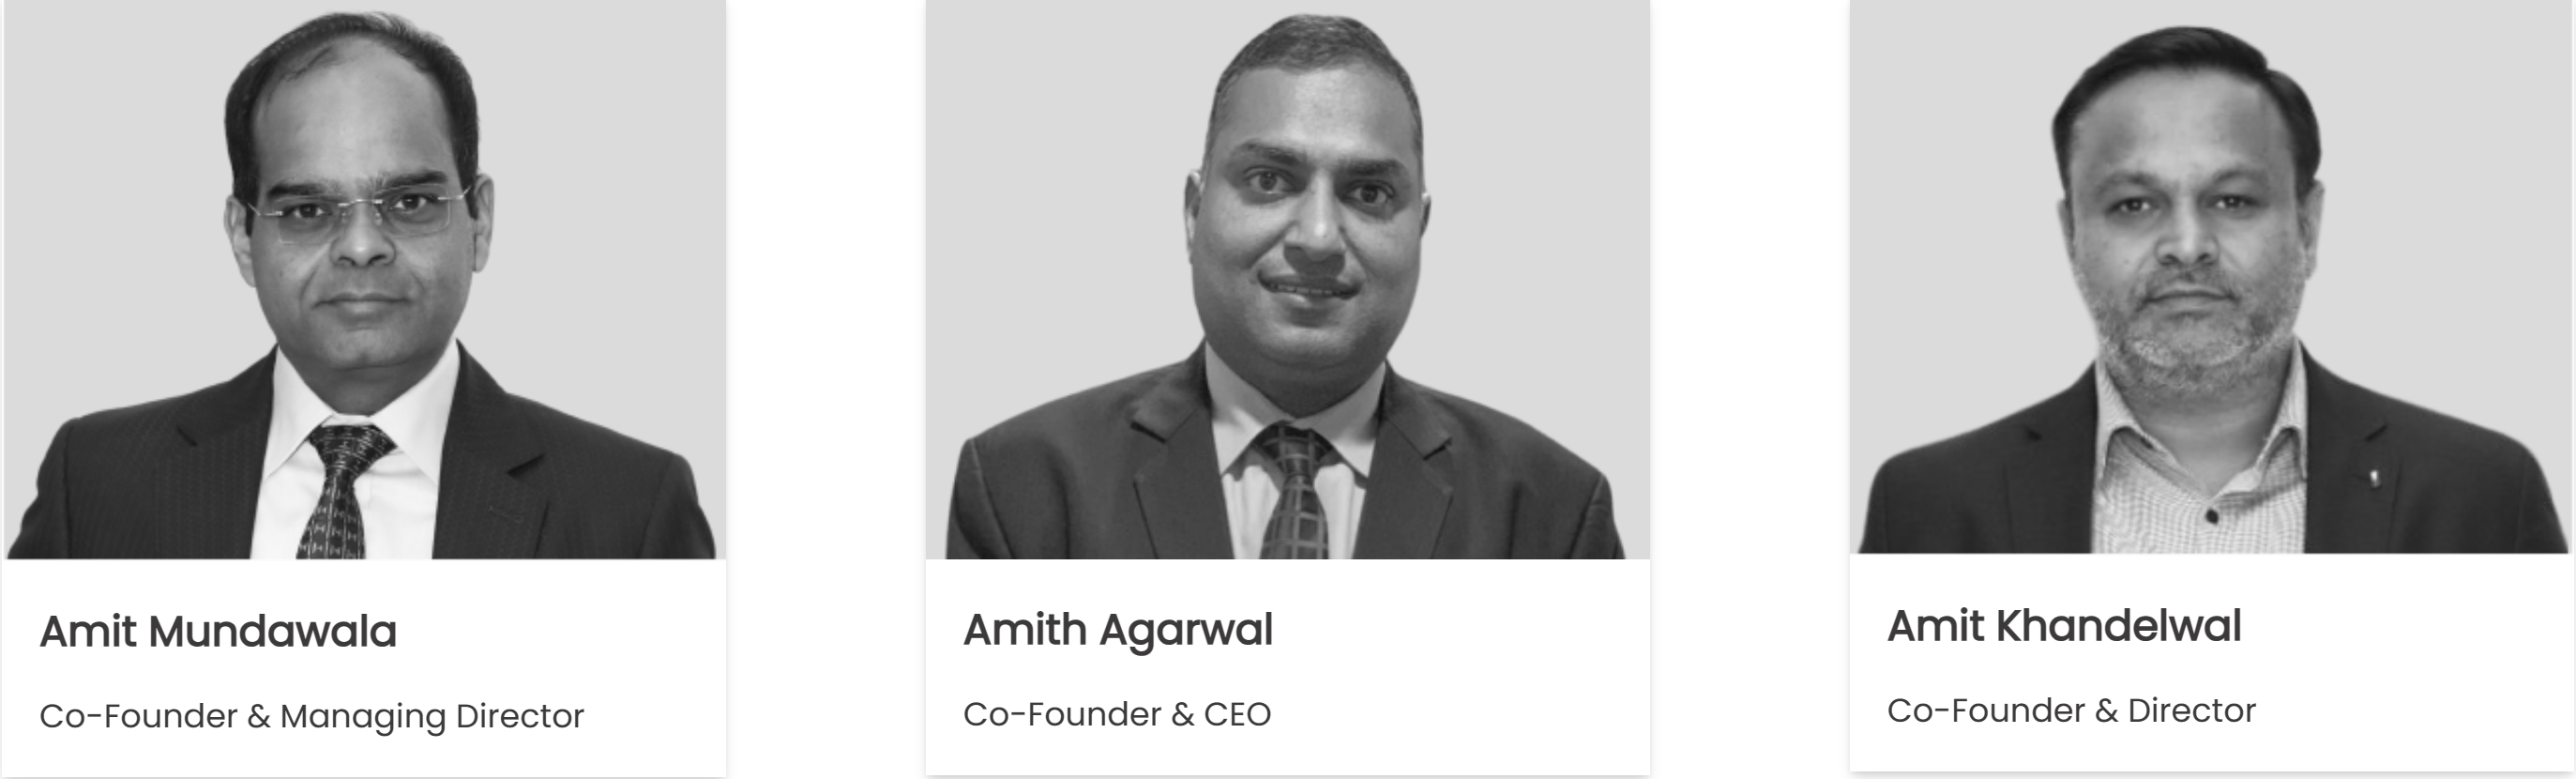 Amit Mundawala
Co-Founder & Managing Director
Amith Agarwal
Co-Founder & CEO
Amit Khandelwal
Co-Founder & Director